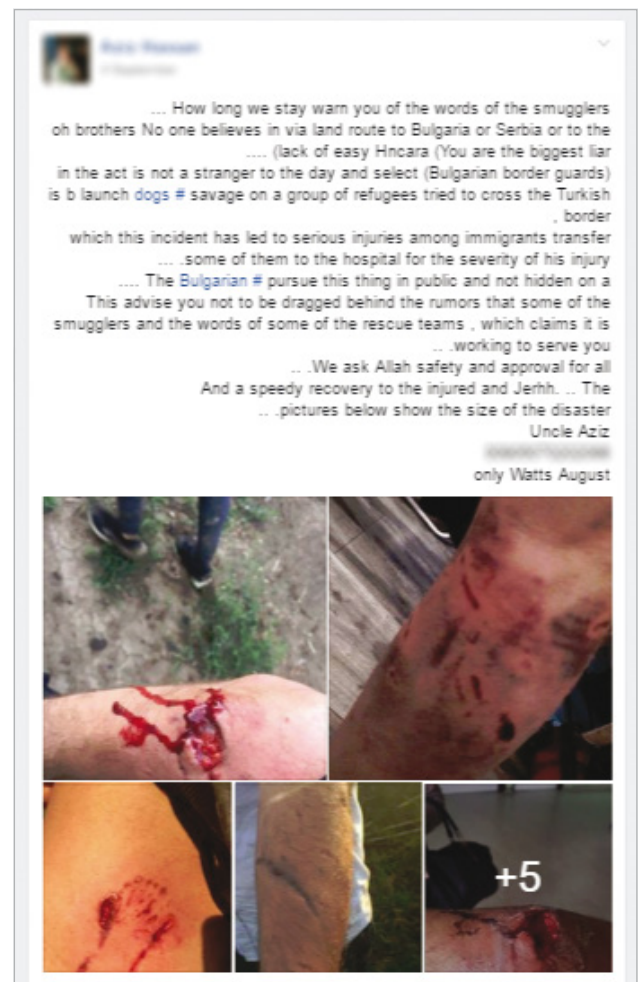 ... How long we stay warn you of the words of the smugglers
oh brothers No one believes in via land route to Bulgaria or Serbia or to the
.... (lack of easy Hncara (You are the biggest liar
in the act is not a stranger to the day and select (Bulgarian border guards)
is b launch dogs # savage on a group of refugees tried to cross the Turkish
, border
which this incident has led to serious injuries among immigrants transfer
... .some of them to the hospital for the severity of his injury
.... The Bulgarian # pursue this thing in public and not hidden on a
This advise you not to be dragged behind the rumors that some of the
smugglers and the words of some of the rescue teams , which claims it is
.. .working to serve you
.. .We ask Allah safety and approval for all
And a speedy recovery to the injured and Jerhh. .. The
.. .pictures below show the size of the disaster
Uncle Aziz
only Watts August
+5